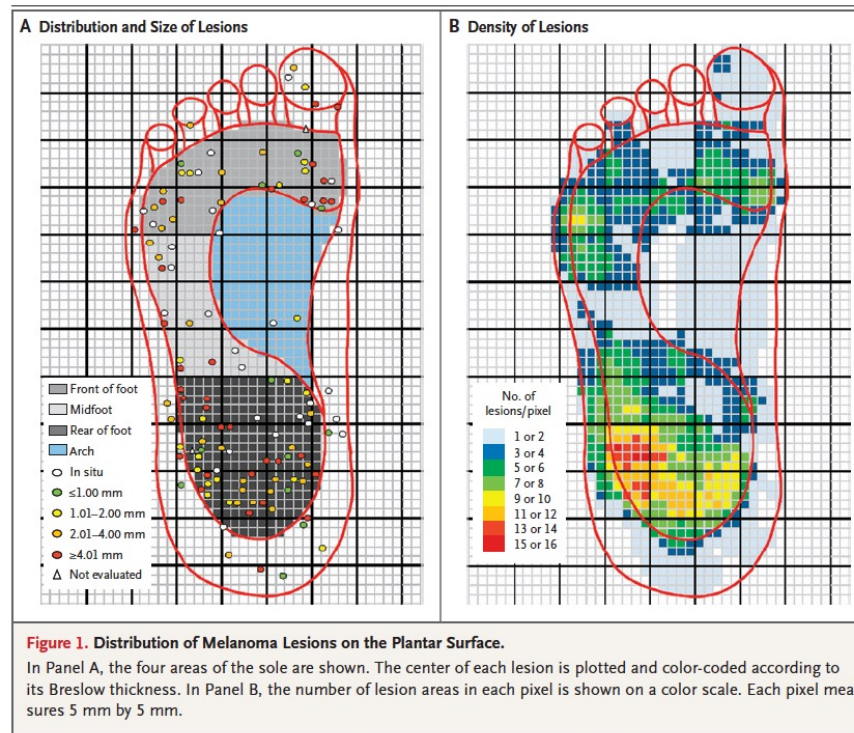 A Distribution and Size of Lesions
Front of foot
Midfoot
Rear of foot
Arch
In situ
≤1.00 mm
1.01–2.00 mm
2.01–4.00 mm
≥4.01 mm
Not evaluated
B Density of Lesions
No. of
lesions/pixel
1 or 2
3 or 4
5 or 6
7 or 8
9 or 10
11 or 12
13 or 14
15 or 16
Figure 1. Distribution of Melanoma Lesions on the Plantar Surface.
In Panel A, the four areas of the sole are shown. The center of each lesion is plotted and color-coded according to
its Breslow thickness. In Panel B, the number of lesion areas in each pixel is shown on a color scale. Each pixel mea
sures 5 mm by 5 mm.